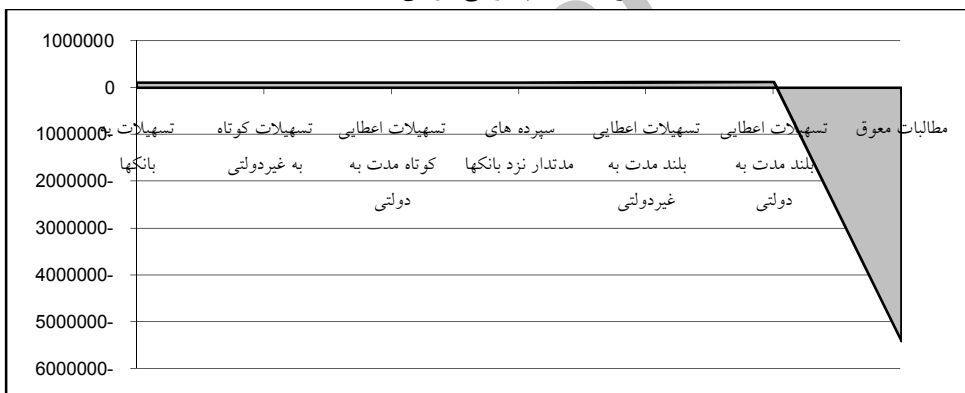 1000000
0
1000000-
2000000-
3000000-
4000000-
5000000-
6000000-
تسهیلات به
بانکها
تسهیلات کوتاه
به غیردولتی
تسهیلات اعطایی
کوتاه مدت به
دولتی
سپرده های
مدتدار نزد بانکها
تسهیلات اعطایی
بلند مدت به
غیردولتی
تسهیلات اعطایی
بلند مدت به
دولتی
مطالبات معوق